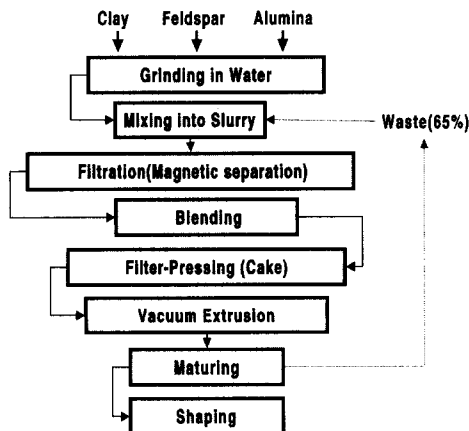 Clay Feldspar Alumina
Grinding in Water
Mixing into Slurry
Waste(65%)
Filtration(Magnetic separation)
Blending
Filter-Pressing (Cake)
Vacuum Extrusion
Maturing
Shaping